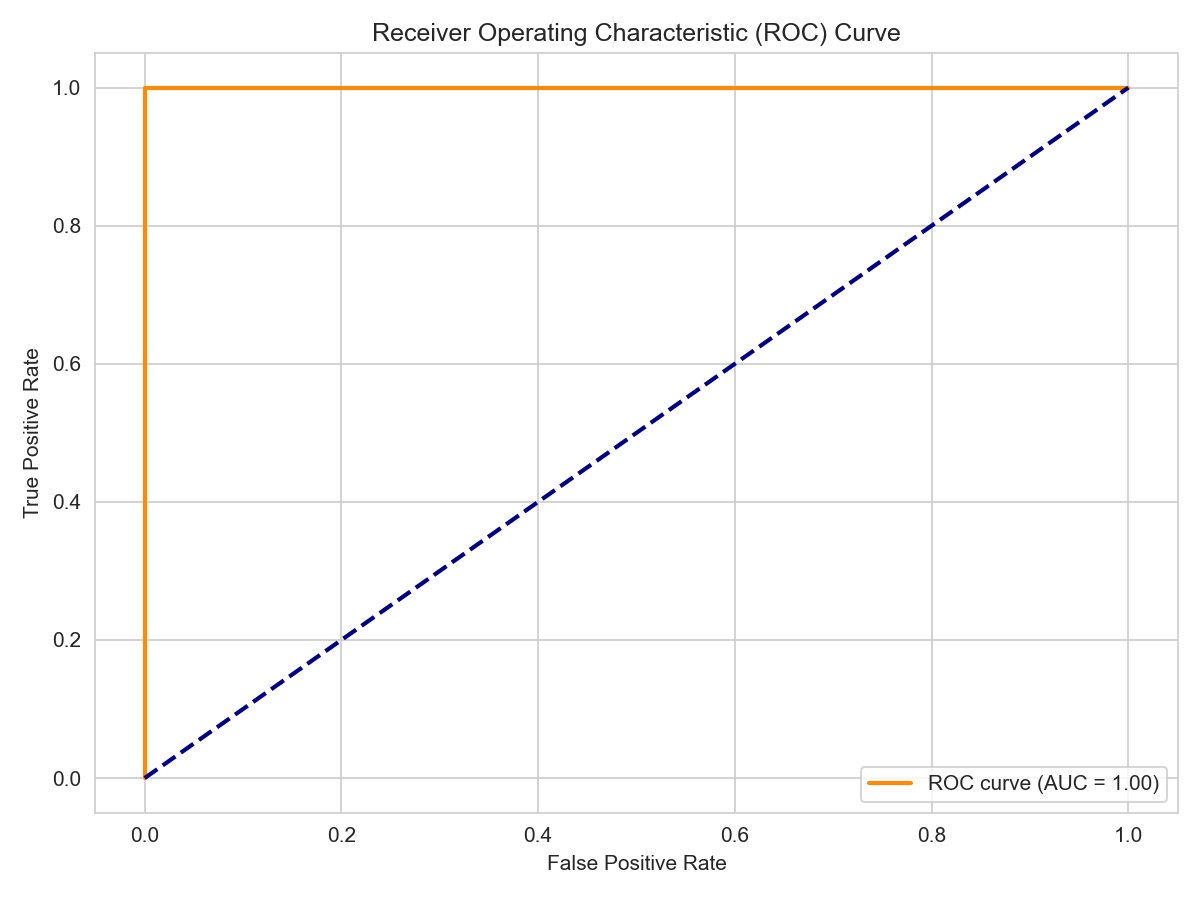 Receiver Operating Characteristic (ROC) Curve
True Positive Rate
1.0
0.8
0.6
0.4
0.2
0.0
ROC curve (AUC = 1.00)
0.0 0.2 0.4 0.6 0.8 1.0
False Positive Rate